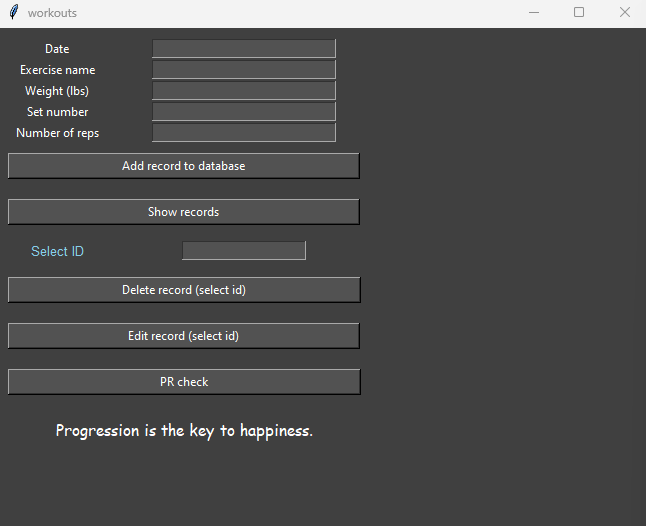 workouts
Date
Exercise name
Weight (lbs)
Set number
Number of reps
Add record to database
Show records
Select ID
Delete record (select id)
Edit record (select id)
PR check
Progression is the key to happiness.